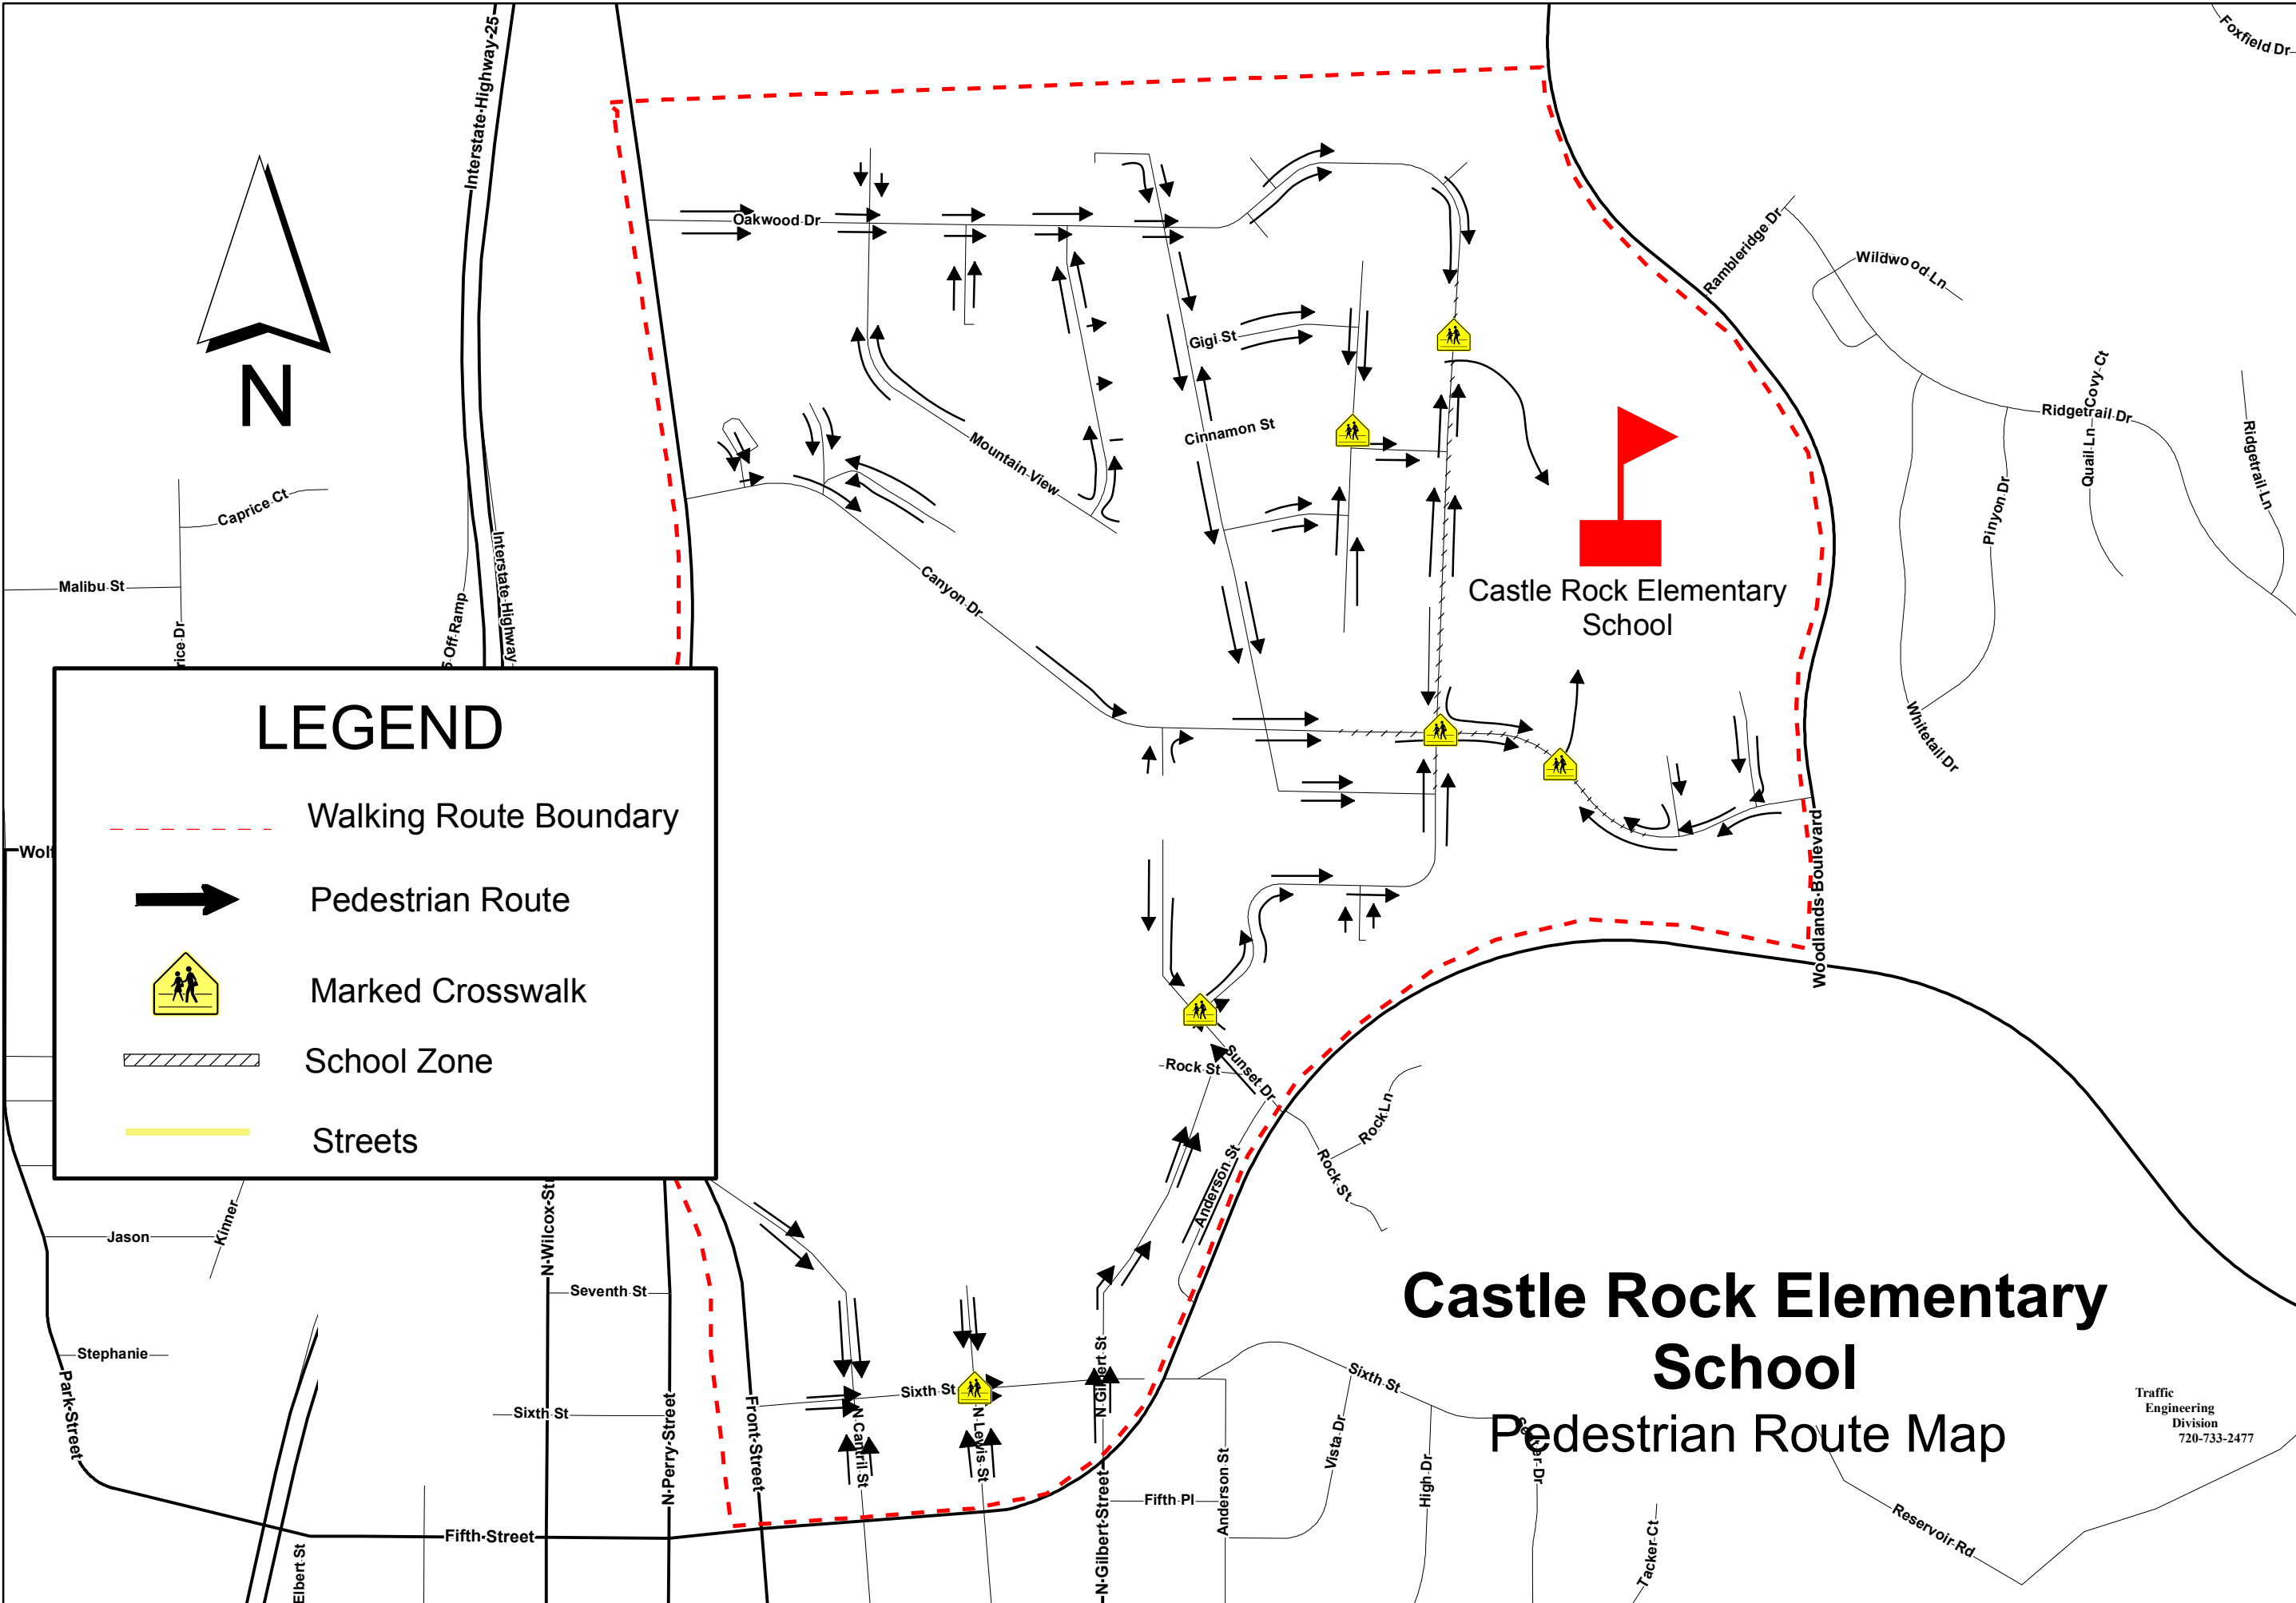 Foxfield Dr
Interstate Highway 25
Oakwood Dr
Rambleridge Dr
Wildwood Ln
Gigi St
N
Cinnamon St
Mountain View
Ridgetrail Dr
Quail Ln
Covy Ct
Ridgetrail Ln
Pinyon Dr
Caprice Ct
Malibu St
Interstate Highway
Canyon Dr
Castle Rock Elementary
School
rice Dr
5 Off Ramp
Whitetail Dr
LEGEND
Walking Route Boundary
Pedestrian Route
Marked Crosswalk
School Zone
Streets
Wolf
Woodlands Boulevard
Rock St
Sunset Dr
Rock Ln
Rock St
Anderson St
Jason
Kinner
N Wilcox Str
Seventh St
Stephanie
Park Street
Sixth St
N Perry Street
Front Street
Sixth St
N Cantril St
N Lewis St
N Gilbert St
Sixth St
Vista Dr
High Dr
Fifth Pl
Anderson St
Fifth Street
N Gilbert Street
Elbert St
Tacker Ct
Reservoir Rd
Castle Rock Elementary
School
Pedestrian Route Map
Traffic
Engineering
Division
720-733-2477